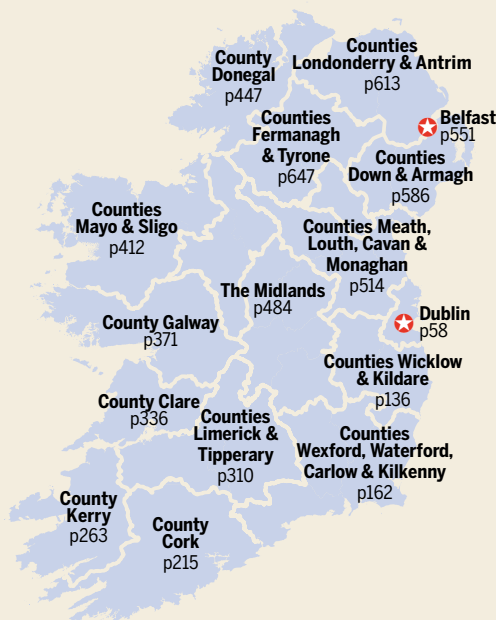 County
Donegal
p447
Counties
Londonderry & Antrim
p613
Belfast
p551
Counties
Fermanagh
& Tyrone
p647
Counties
Down & Armagh
p586
Counties
Mayo & Sligo
p412
Counties Meath,
Louth, Cavan &
Monaghan
p514
The Midlands
p484
County Galway
p371
Dublin
p58
Counties Wicklow
& Kildare
p136
County Clare
p336
Counties
Limerick &
Tipperary
p310
Counties
Wexford, Waterford,
Carlow & Kilkenny
p162
County
Kerry
p263
County
Cork
p215